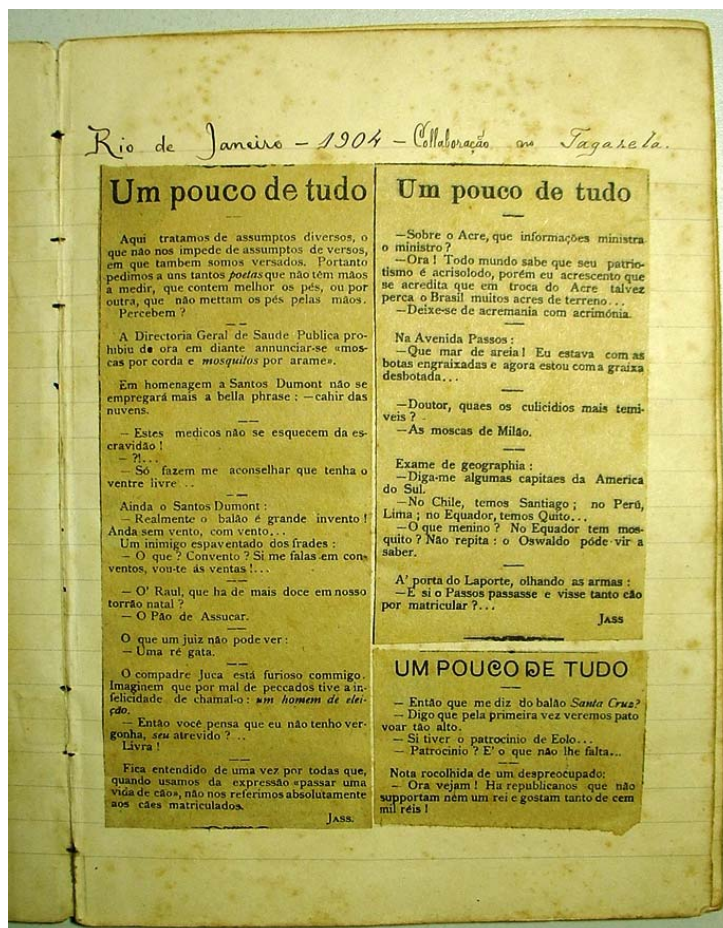 Rio de Janeiro – 1904 – Collaboração no Tagarela.
Um pouco de tudo
Aqui tratamos de assumptos diversos, o
que não nos impede de assumptos de versos,
em que tambem somos versados. Portanto
pedimos a uns tantos poetas que não têm mãos
a medir, que contem melhor os pés, ou por
outra, que não mettam os pés pelas mãos.
Percebem ?
A Directoria Geral de Saude Publica pro-
hibiu de ora em diante annunciar-se «mos-
cas por corda e mosquitos por arame».
Em homenagem a Santos Dumont não se
empregará mais a bella phrase : —cahir das
nuvens.
— Estes medicos não se esquecem da es-
cravidão !
— ?!...
— Só fazem me aconselhar que tenha o
ventre livre ...
Ainda o Santos Dumont :
— Realmente o balão é grande invento !
Anda sem vento, com vento...
Um inimigo espaventado dos frades :
— O que ? Convento ? Si me falas em con-
ventos, vou-te ás ventas !...
— O' Raul, que ha de mais doce em nosso
torrão natal ?
— O Pão de Assucar.
O que um juiz não pode ver :
— Uma ré gata.
O compadre Juca está furioso commigo.
Imaginem que por mal de peccados tive a in-
felicidade de chamal-o : um homem de elei-
ção.
— Então você pensa que eu não tenho ver-
gonha, seu atrevido ? ...
Livra !
Fica entendido de uma vez por todas que,
quando usamos da expressão «passar uma
vida de cão», não nos referimos absolutamente
aos cães matriculados.
JASS.
Um pouco de tudo
—Sobre o Acre, que informações ministra
o ministro ?
—Ora ! Todo mundo sabe que seu patrio-
tismo é acrisolodo, porém eu acrescento que
se acredita que em troca do Acre talvez
perca o Brasil muitos acres de terreno...
—Deixe-se de acremania com acrimónia.
Na Avenida Passos :
—Que mar de areia ! Eu estava com as
botas engraixadas e agora estou com a graixa
desbotada...
—Doutor, quaes os culicídios mais temi-
veis ?
—As moscas de Milão.
Exame de geographia :
—Diga-me algumas capitaes da America
do Sul.
—No Chile, temos Santiago ; no Perú,
Lima ; no Equador, temos Quito...
—O que menino ? No Equador tem mos-
quito ? Não repita : o Oswaldo póde vir a
saber.
A' porta do Laporte, olhando as armas :
—E si o Passos passasse e visse tanto cão
por matricular ?...
JASS
UM POUCO DE TUDO
— Então que me diz do balão Santa Cruz?
— Digo que pela primeira vez veremos pato
voar tão alto.
— Si tiver o patrocinio de Eolo...
— Patrocinio ? E' o que não lhe falta...
Nota rocolhida de um despreocupado:
— Ora vejam ! Ha republicanos que não
supportam nem um rei e gostam tanto de cem
mil réis !